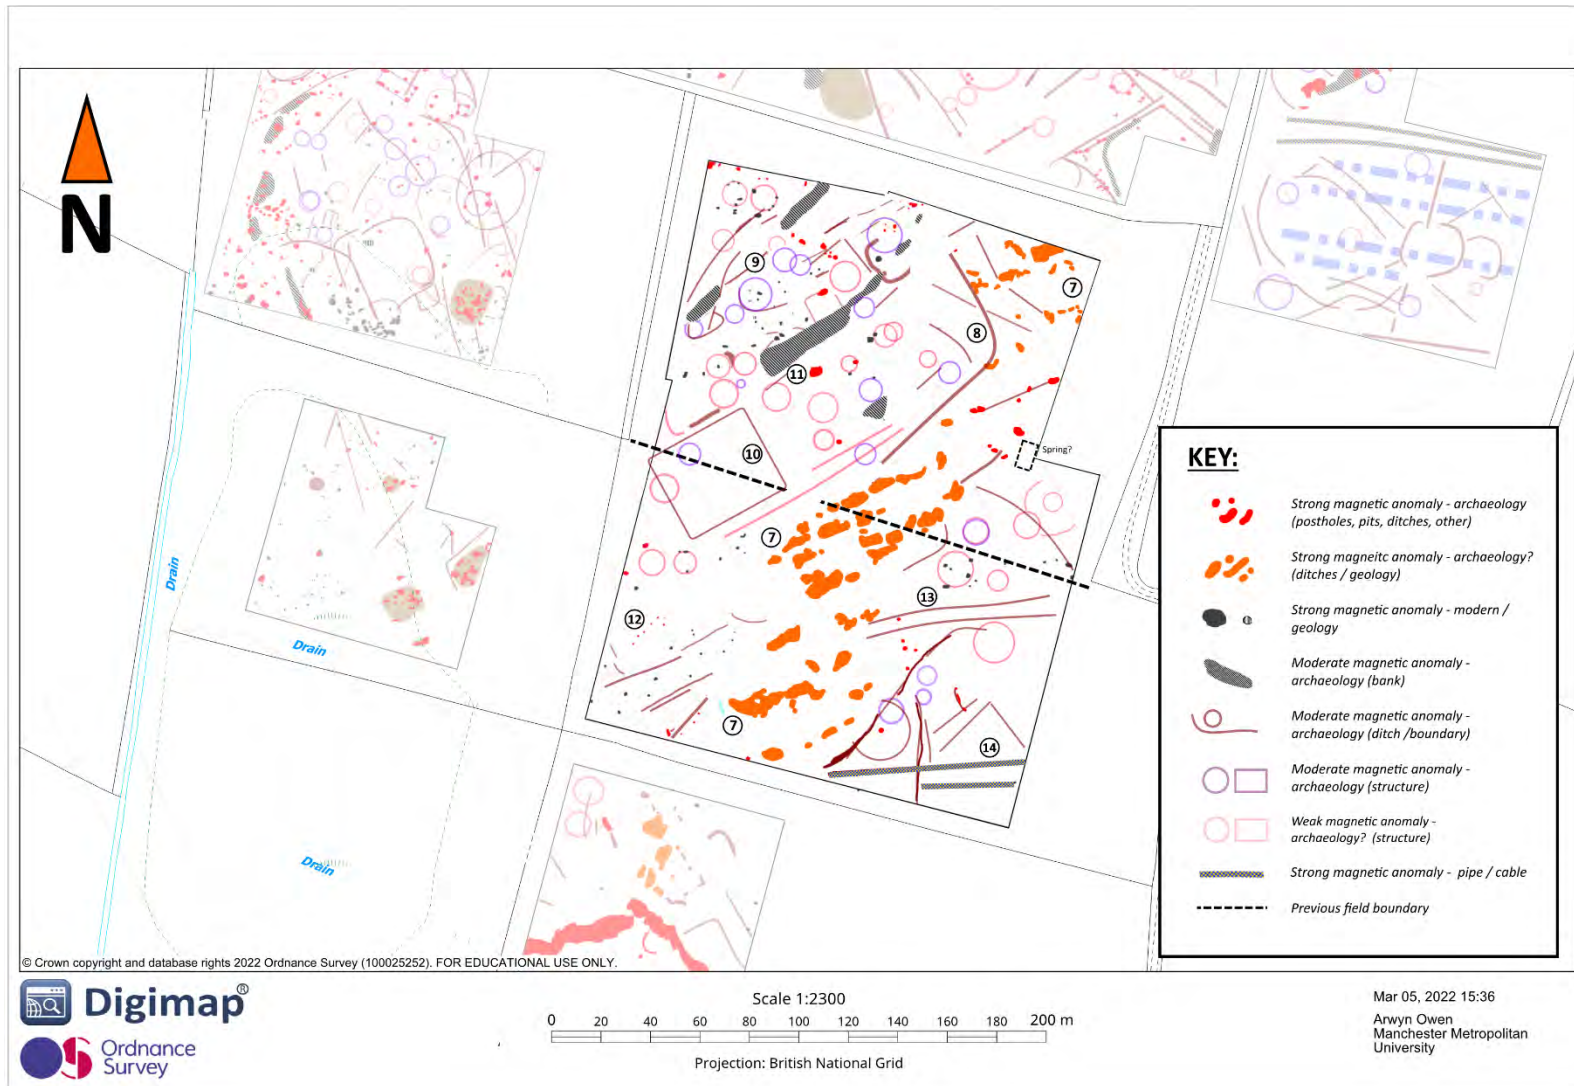 N
9
7
8
11
10
Spring?
7
13
12
7
14
Drain
Drain
Drain
KEY:
Strong magnetic anomaly - archaeology
(postholes, pits, ditches, other)
Strong magneitc anomaly - archaeology?
(ditches / geology)
Strong magnetic anomaly - modern /
geology
Moderate magnetic anomaly -
archaeology (bank)
Moderate magnetic anomaly -
archaeology (ditch /boundary)
Moderate magnetic anomaly -
archaeology (structure)
Weak magnetic anomaly -
archaeology? (structure)
Strong magnetic anomaly - pipe / cable
Previous field boundary
© Crown copyright and database rights 2022 Ordnance Survey (100025252). FOR EDUCATIONAL USE ONLY.
Digimap®
Ordnance
Survey
Scale 1:2300
0 20 40 60 80 100 120 140 160 180 200 m
Projection: British National Grid
Mar 05, 2022 15:36
Arwyn Owen
Manchester Metropolitan
University